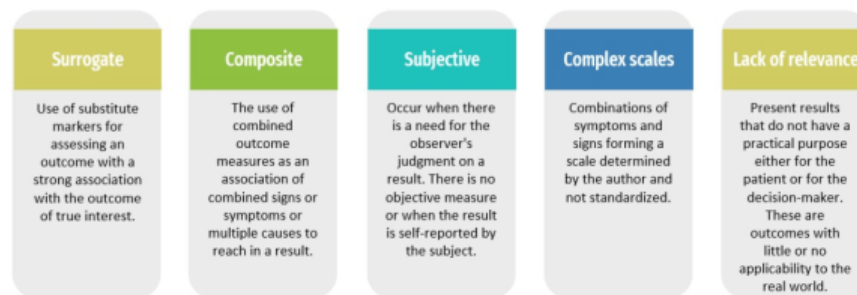 Surrogate
Use of substitute
markers for
assessing an
outcome with a
strong association
with the outcome
of true interest.
Composite
The use of
combined
outcome
measures as an
association of
combined signs or
symptoms or
multiple causes to
reach in a result.
Subjective
Occur when there
is a need for the
observer's
judgment on a
result. There is no
objective measure
or when the result
is self-reported by
the subject.
Complex scales
Combinations of
symptoms and
signs forming a
scale determined
by the author and
not standardized.
Lack of relevance
Present results
that do not have a
practical purpose
either for the
patient or for the
decision-maker.
These are
outcomes with
little or no
applicability to the
real world.